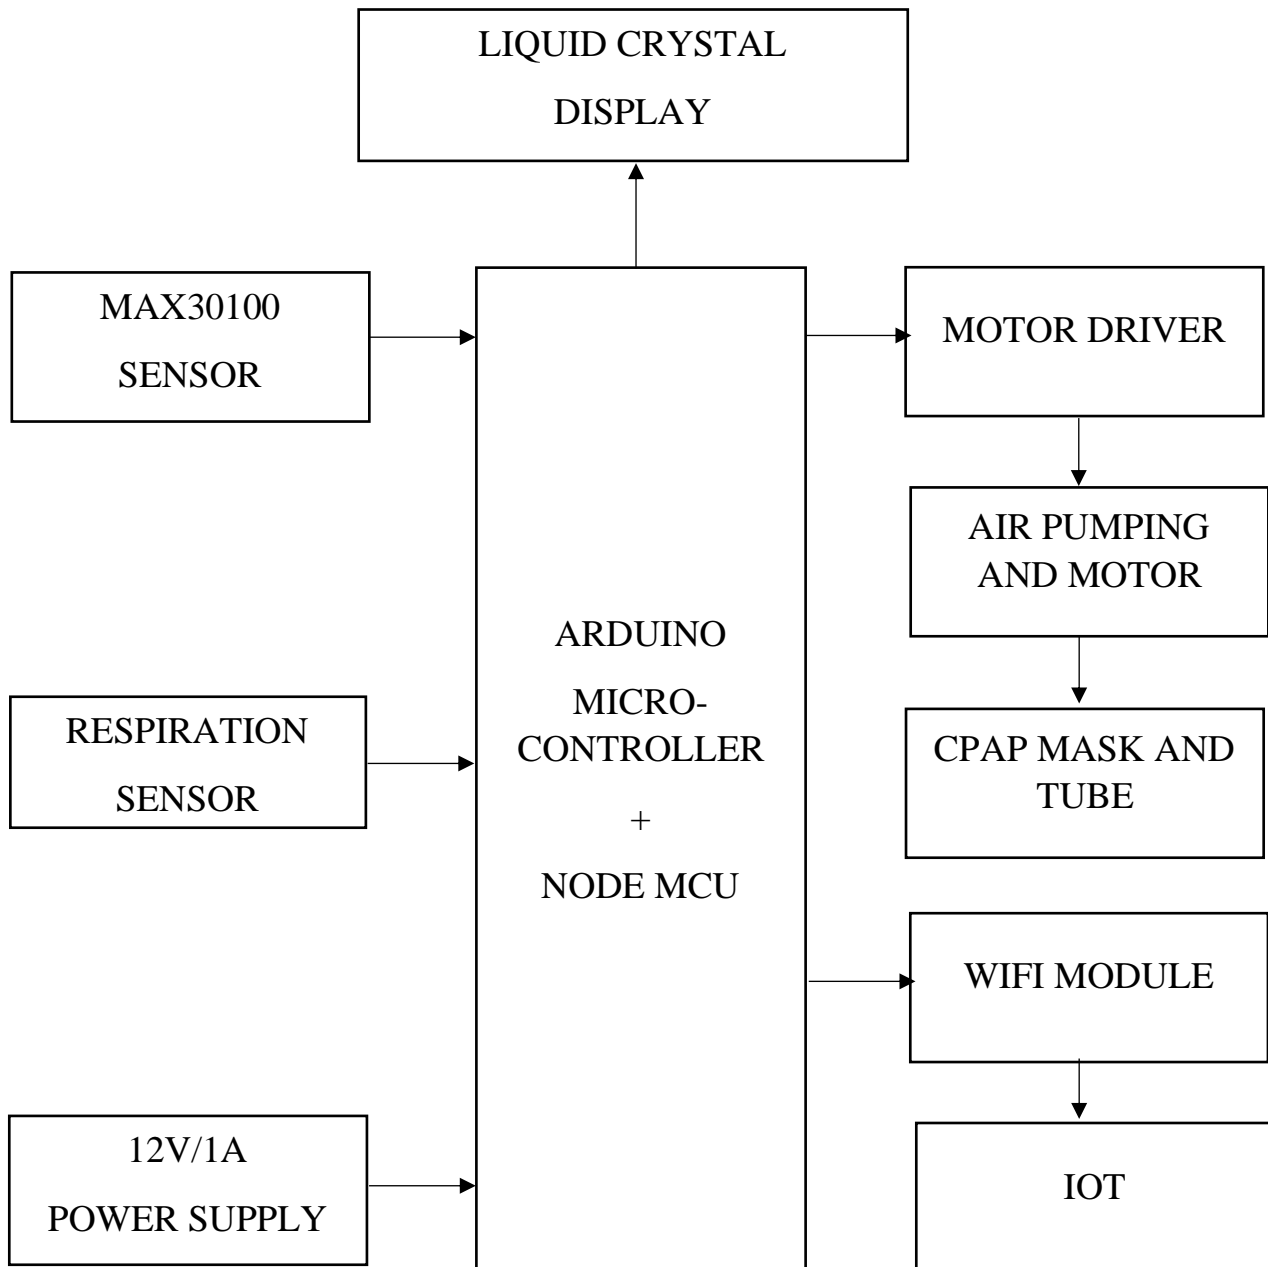 LIQUID CRYSTAL
DISPLAY
MAX30100
SENSOR
MOTOR DRIVER
AIR PUMPING
AND MOTOR
ARDUINO
MICRO-
CONTROLLER
+
NODE MCU
RESPIRATION
SENSOR
CPAP MASK AND
TUBE
WIFI MODULE
12V/1A
POWER SUPPLY
IOT